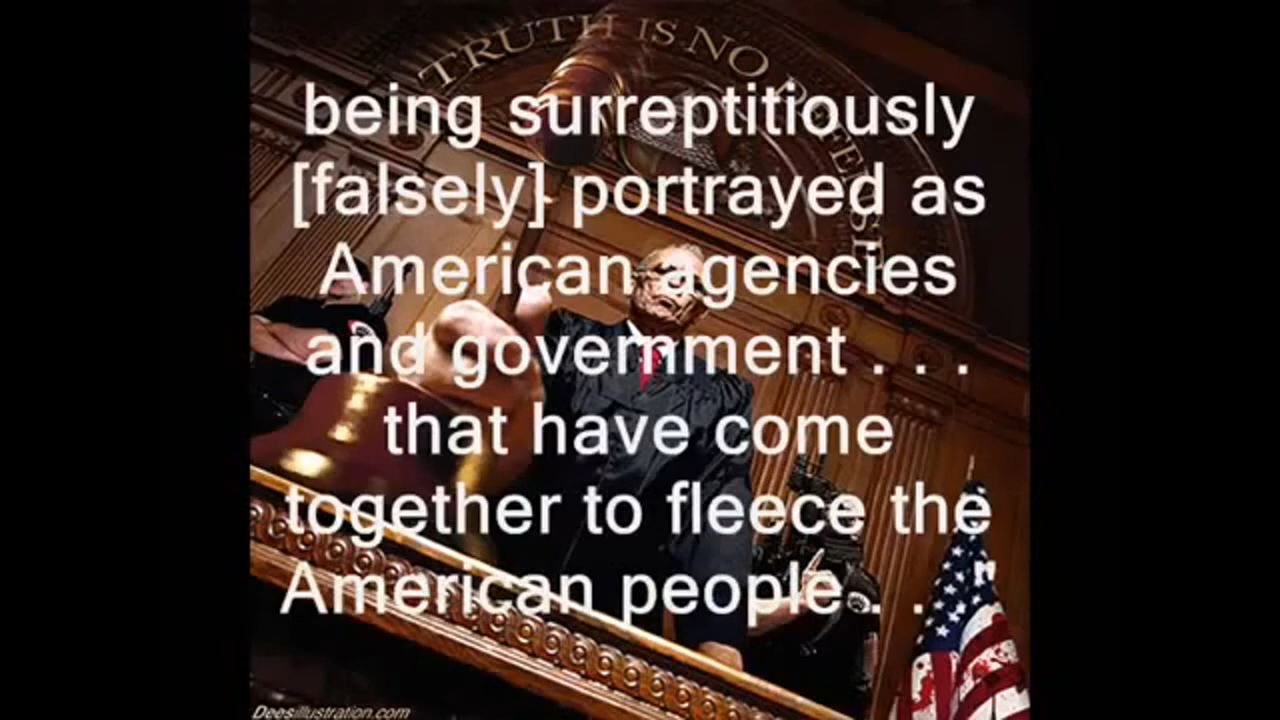 TRUTH IS NO DEFENSE
being surreptitiously
[falsely] portrayed as
American agencies
and government . . .
that have come
together to fleece the
American people . . ."
Deesillustration.com